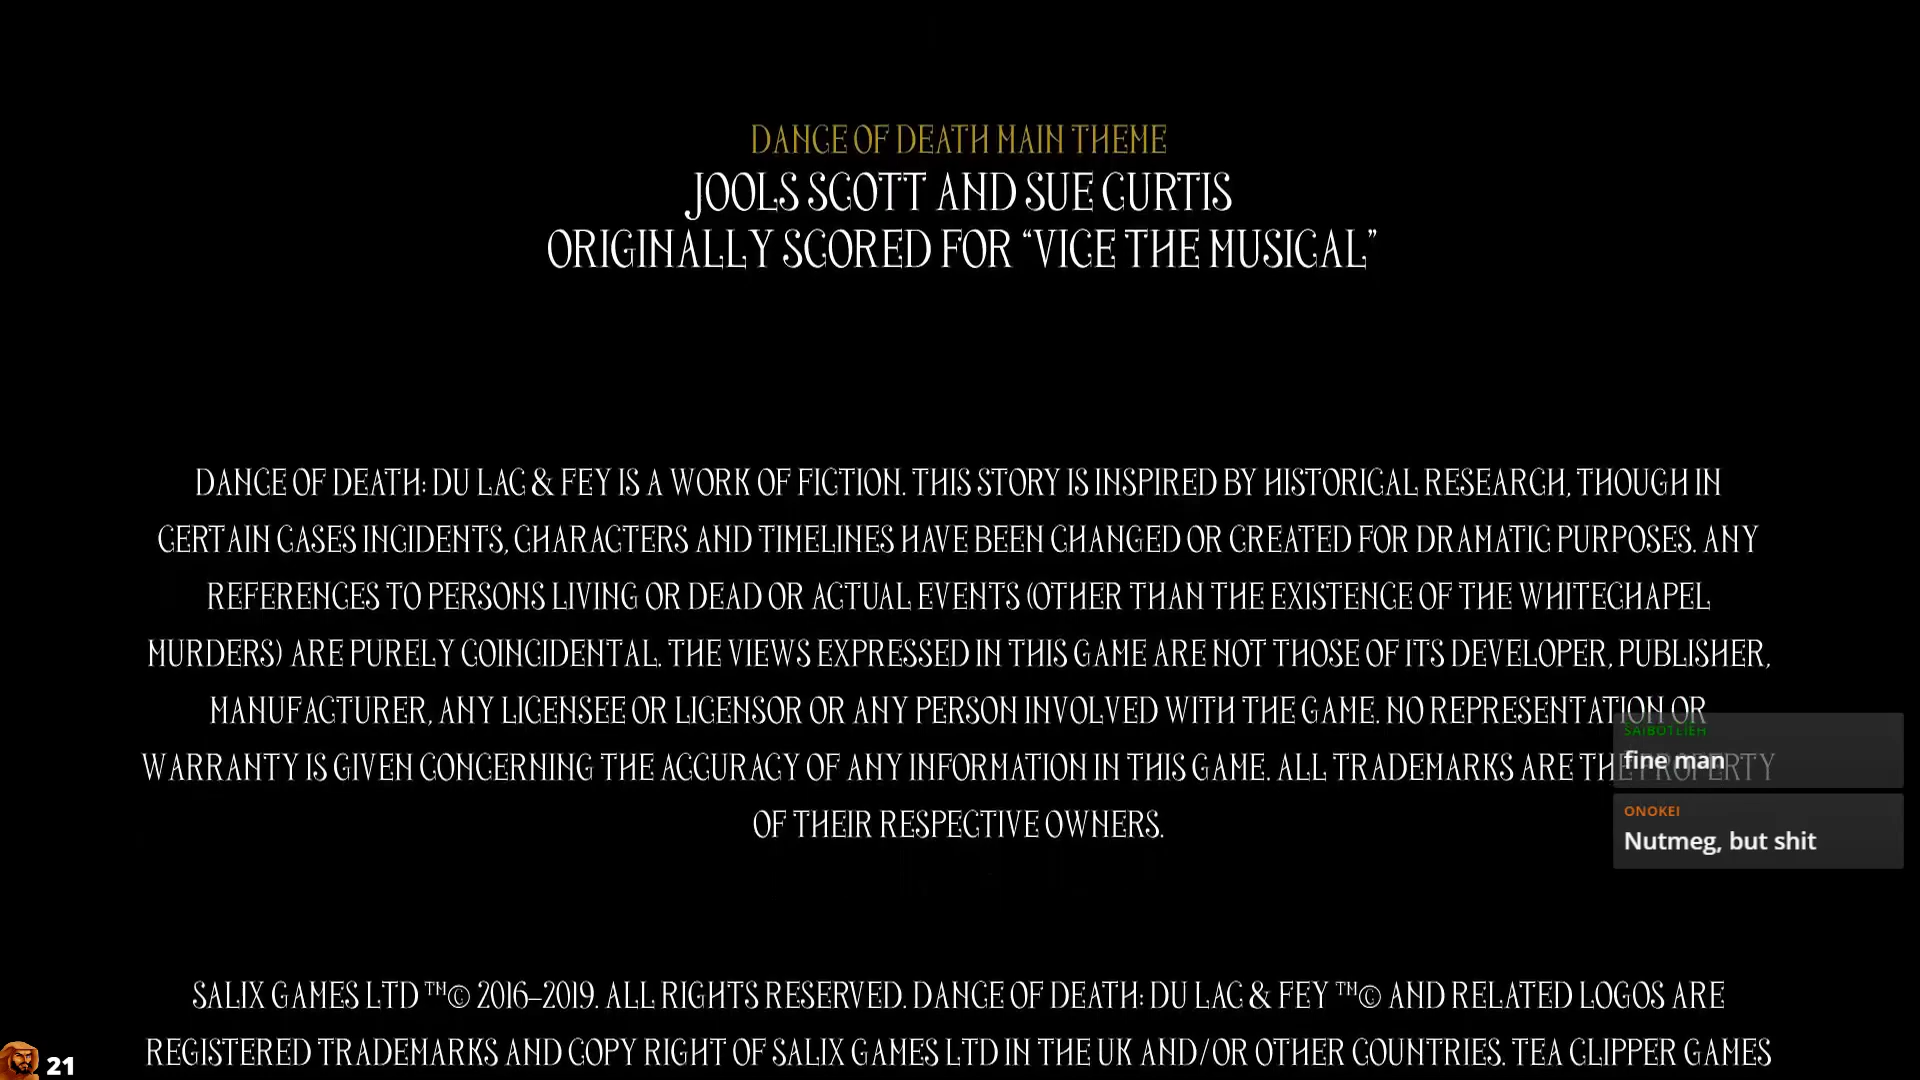 DANCE OF DEATH MAIN THEME
JOOLS SCOTT AND SUE CURTIS
ORIGINALLY SCORED FOR “VICE THE MUSICAL”
DANCE OF DEATH: DU LAC & FEY IS A WORK OF FICTION. THIS STORY IS INSPIRED BY HISTORICAL RESEARCH, THOUGH IN
CERTAIN CASES INCIDENTS, CHARACTERS AND TIMELINES HAVE BEEN CHANGED OR CREATED FOR DRAMATIC PURPOSES. ANY
REFERENCES TO PERSONS LIVING OR DEAD OR ACTUAL EVENTS (OTHER THAN THE EXISTENCE OF THE WHITECHAPEL
MURDERS) ARE PURELY COINCIDENTAL. THE VIEWS EXPRESSED IN THIS GAME ARE NOT THOSE OF ITS DEVELOPER, PUBLISHER,
MANUFACTURER, ANY LICENSEE OR LICENSOR OR ANY PERSON INVOLVED WITH THE GAME. NO REPRESENTATION OR
WARRANTY IS GIVEN CONCERNING THE ACCURACY OF ANY INFORMATION IN THIS GAME. ALL TRADEMARKS ARE THE PROPERTY
OF THEIR RESPECTIVE OWNERS.
SAIBOTLIEH
fine man
ONOKEI
Nutmeg, but shit
SALIX GAMES LTD ™© 2016–2019. ALL RIGHTS RESERVED. DANCE OF DEATH: DU LAC & FEY ™© AND RELATED LOGOS ARE
REGISTERED TRADEMARKS AND COPY RIGHT OF SALIX GAMES LTD IN THE UK AND/OR OTHER COUNTRIES. TEA CLIPPER GAMES
21